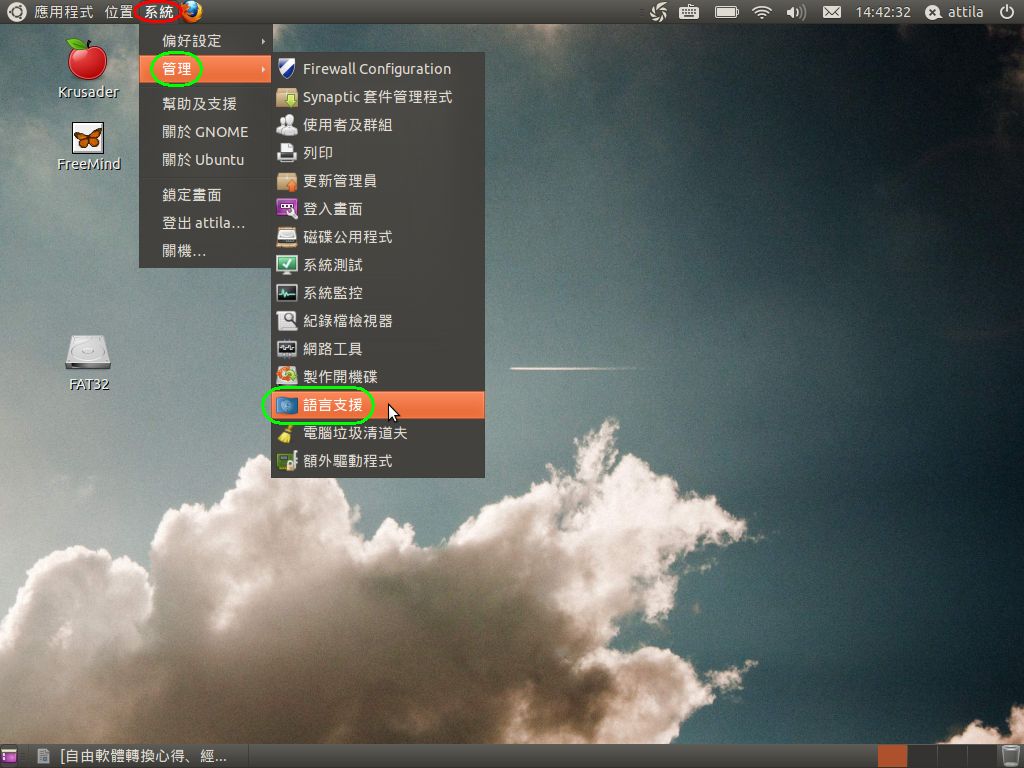 應用程式 位置 系統
14:42:32 attila
Krusader
FreeMind
FAT32
偏好設定
管理
幫助及支援
關於 GNOME
關於 Ubuntu
鎖定畫面
登出 attila...
關機...
Firewall Configuration
Synaptic 套件管理程式
使用者及群組
列印
更新管理員
登入畫面
磁碟公用程式
系統測試
系統監控
紀錄檔檢視器
網路工具
製作開機碟
語言支援
電腦垃圾清道夫
額外驅動程式
[自由軟體轉換心得、經...